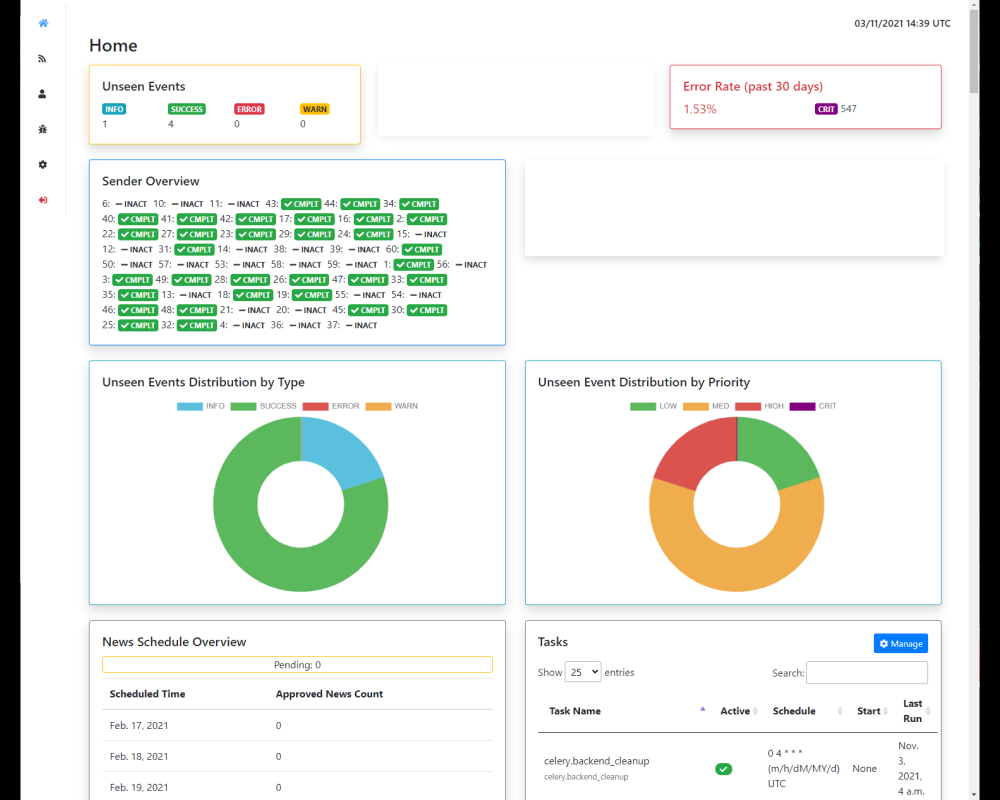 03/11/2021 14:39 UTC
Home
Unseen Events
INFO SUCCESS ERROR WARN
1 4 0 0
Error Rate (past 30 days)
1.53% CRIT 547
Sender Overview
6: INACT 10: INACT 11: INACT 43: CMPLT 44: CMPLT 34: CMPLT
40: CMPLT 41: CMPLT 42: CMPLT 17: CMPLT 16: CMPLT 2: CMPLT
22: CMPLT 27: CMPLT 23: CMPLT 29: CMPLT 24: CMPLT 15: INACT
12: INACT 31: CMPLT 14: INACT 38: INACT 39: INACT 60: CMPLT
50: INACT 57: INACT 53: INACT 58: INACT 59: INACT 1: CMPLT 56: INACT
3: CMPLT 49: CMPLT 28: CMPLT 26: CMPLT 47: CMPLT 33: CMPLT
35: CMPLT 13: INACT 18: CMPLT 19: CMPLT 55: INACT 54: INACT
46: CMPLT 48: CMPLT 21: INACT 20: INACT 45: CMPLT 30: CMPLT
25: CMPLT 32: CMPLT 4: INACT 36: INACT 37: INACT
Unseen Events Distribution by Type
INFO SUCCESS ERROR WARN
Unseen Event Distribution by Priority
LOW MED HIGH CRIT
News Schedule Overview
Pending: 0
Scheduled Time Approved News Count
Feb. 17, 2021 0
Feb. 18, 2021 0
Feb. 19, 2021 0
Tasks
Manage
Show 25 entries Search:
Task Name Active Schedule Start Last Run
celery.backend_cleanup
celery.backend_cleanup
0 4 * * *
(m/h/dM/MY/d)
UTC
None
Nov.
3,
2021,
4 a.m.